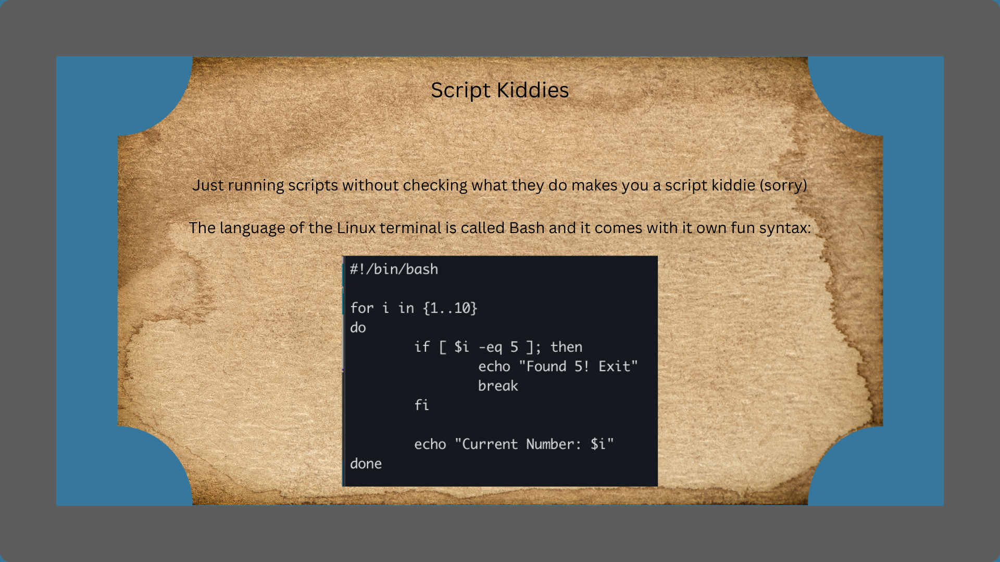 Script Kiddies
Just running scripts without checking what they do makes you a script kiddie (sorry)
The language of the Linux terminal is called Bash and it comes with it own fun syntax:
#!/bin/bash
for i in {1..10}
do
        if [ $i -eq 5 ]; then
                echo "Found 5! Exit"
                break
        fi
        echo "Current Number: $i"
done